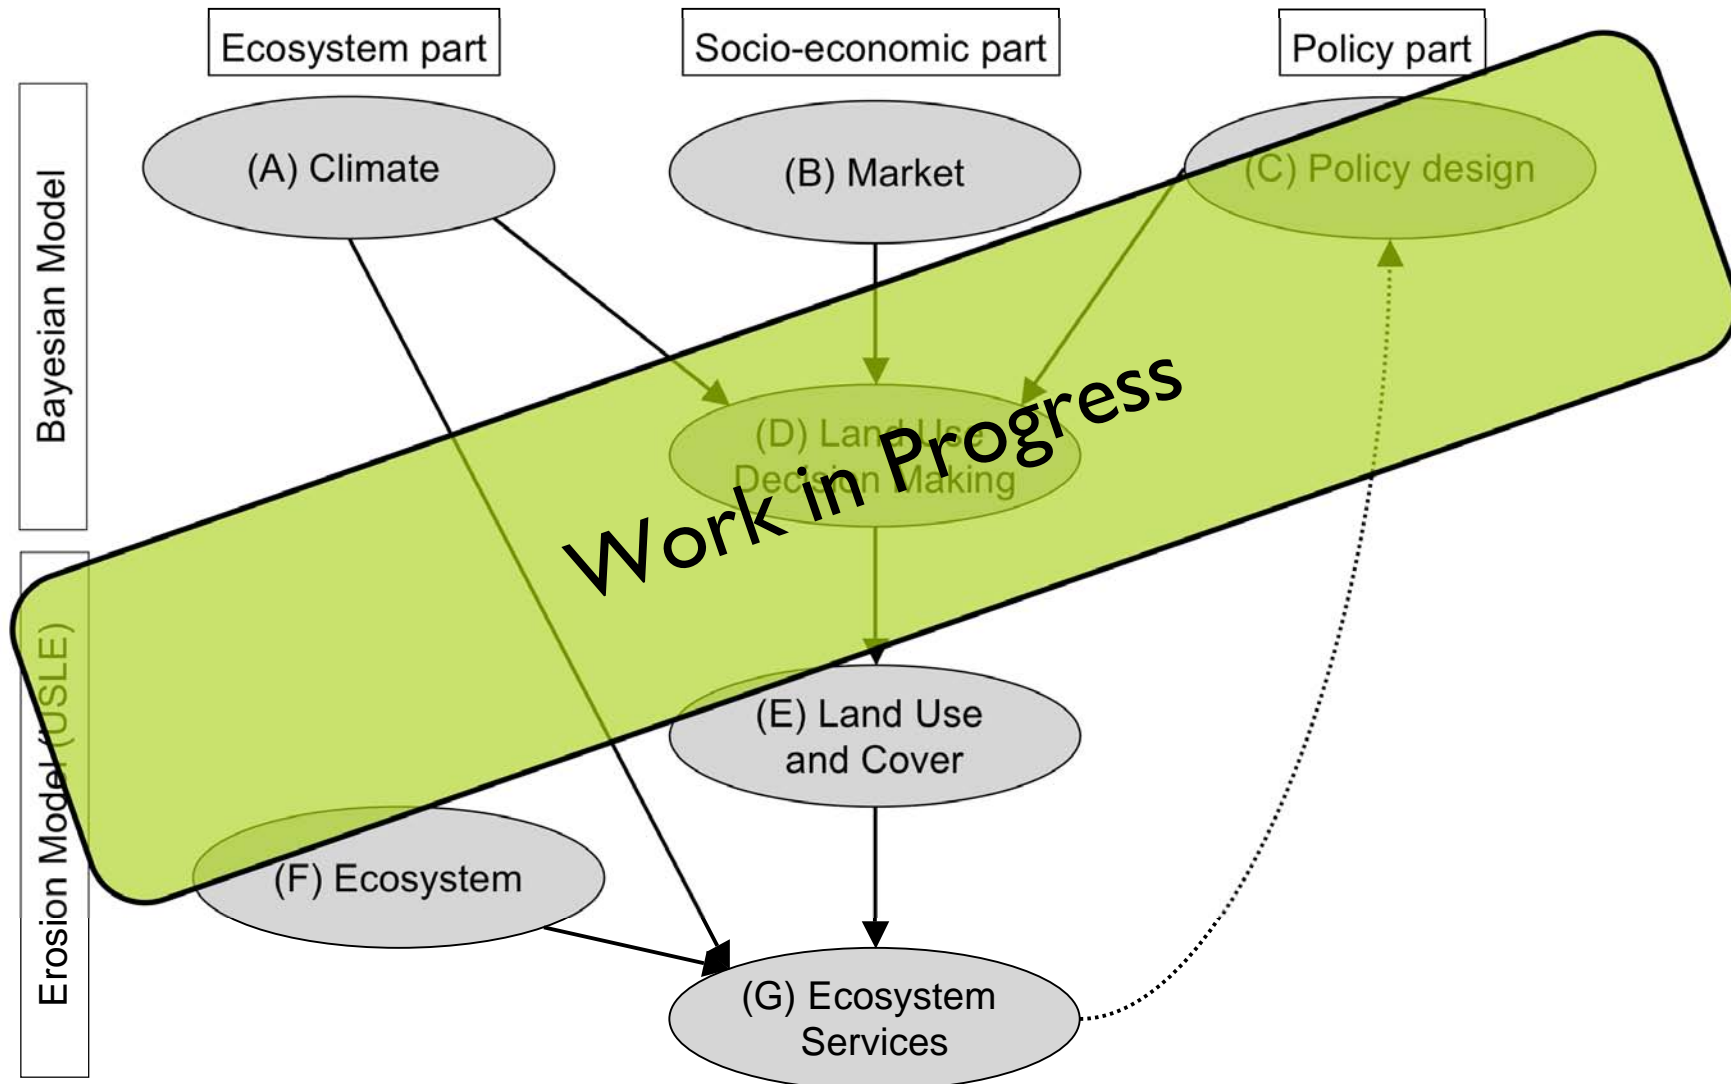 Ecosystem part
Socio-economic part
Policy part
Bayesian Model
(A) Climate
(B) Market
(C) Policy design
(D) Land Use
Decision Making
Work in Progress
Erosion Model (USLE)
(E) Land Use
and Cover
(F) Ecosystem
(G) Ecosystem
Services